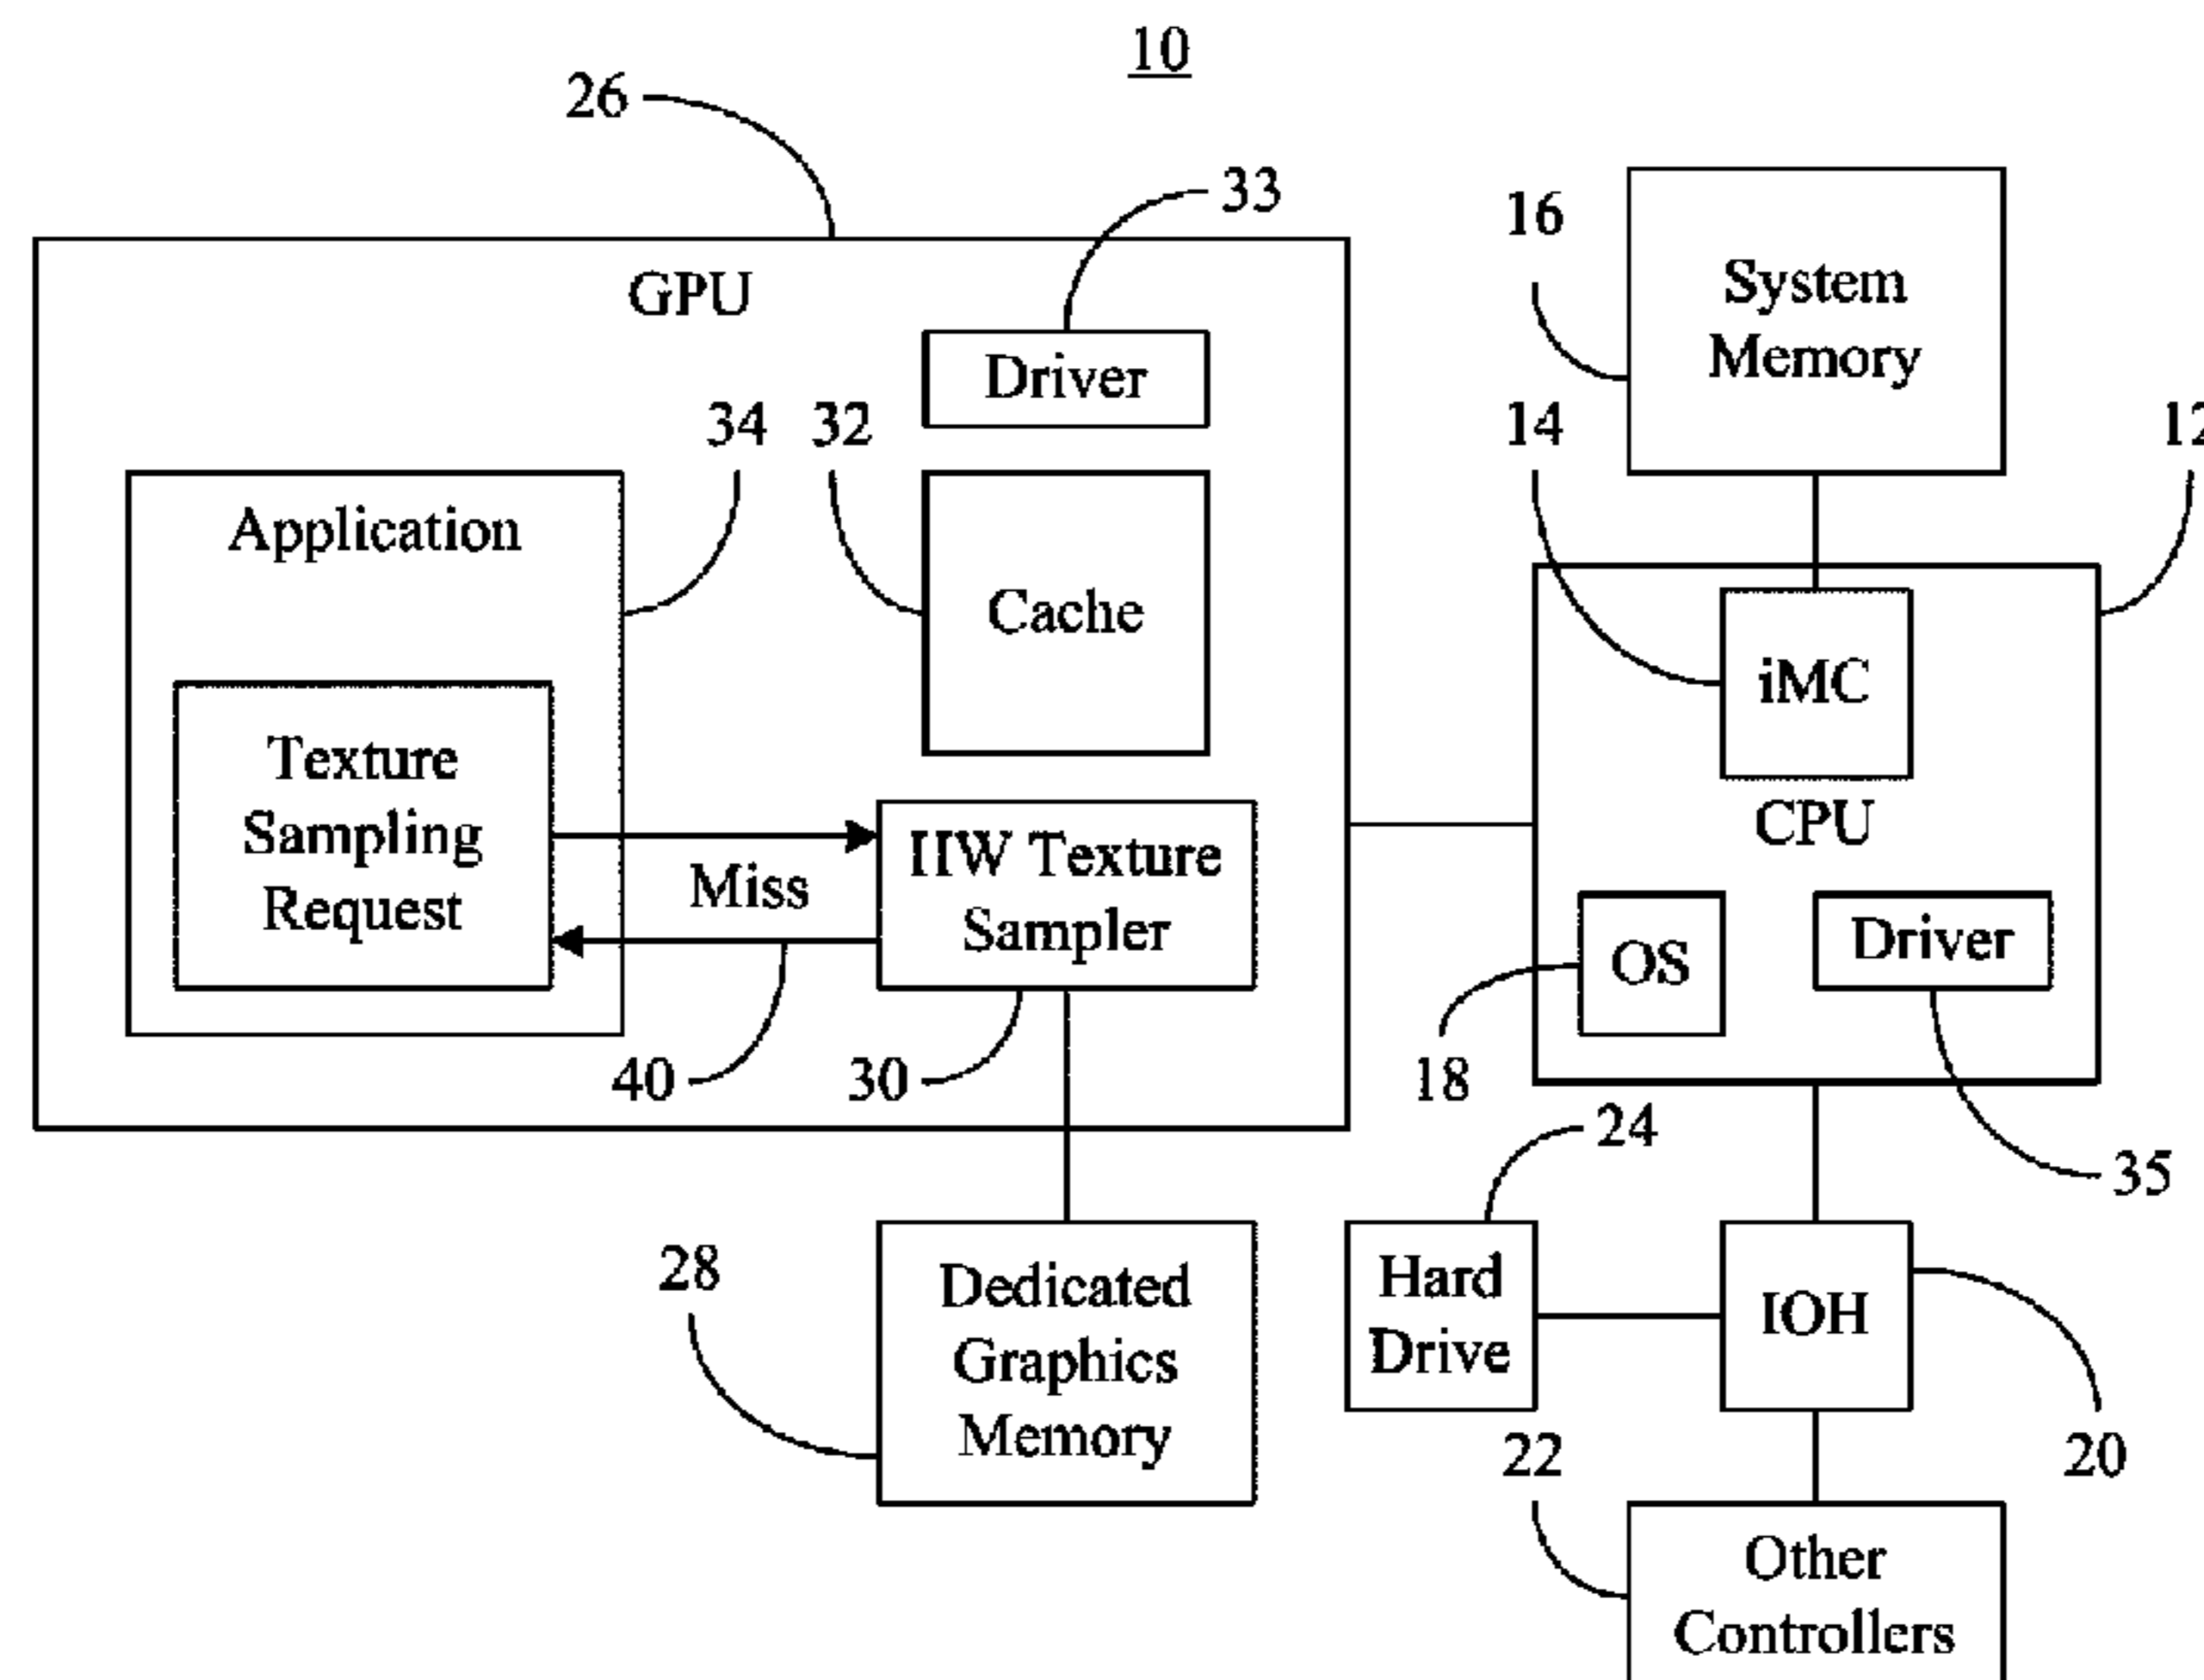 10
26
33
16
GPU
System
Memory
Driver
34
32
14
12
Application
Cache
iMC
Texture
Sampling
Request
Miss
HW Texture
Sampler
CPU
OS
Driver
40
30
18
24
35
28
Dedicated
Graphics
Memory
Hard
Drive
IOH
22
20
Other
Controllers